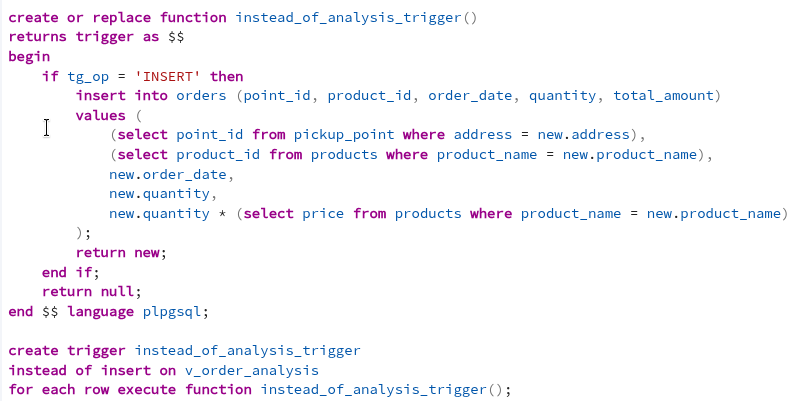 create or replace function instead_of_analysis_trigger()
returns trigger as $$
begin
    if tg_op = 'INSERT' then
        insert into orders (point_id, product_id, order_date, quantity, total_amount)
        values (
            (select point_id from pickup_point where address = new.address),
            (select product_id from products where product_name = new.product_name),
            new.order_date,
            new.quantity,
            new.quantity * (select price from products where product_name = new.product_name)
        );
        return new;
    end if;
    return null;
end $$ language plpgsql;

create trigger instead_of_analysis_trigger
instead of insert on v_order_analysis
for each row execute function instead_of_analysis_trigger();